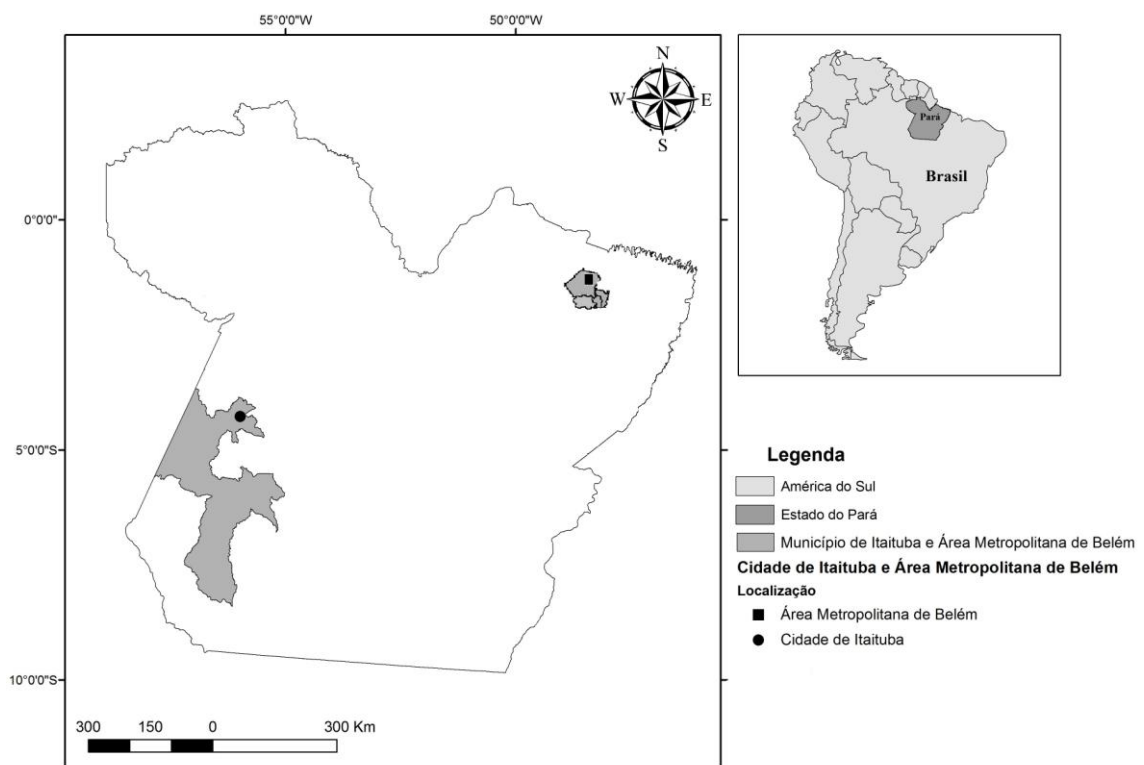 55°0'0"W
50°0'0"W
N
W
E
S
0°0'0"
5°0'0"S
10°0'0"S
300 150 0 300 Km
Pará
Brasil
Legenda
América do Sul
Estado do Pará
Município de Itaituba e Área Metropolitana de Belém
Cidade de Itaituba e Área Metropolitana de Belém
Localização
Área Metropolitana de Belém
Cidade de Itaituba